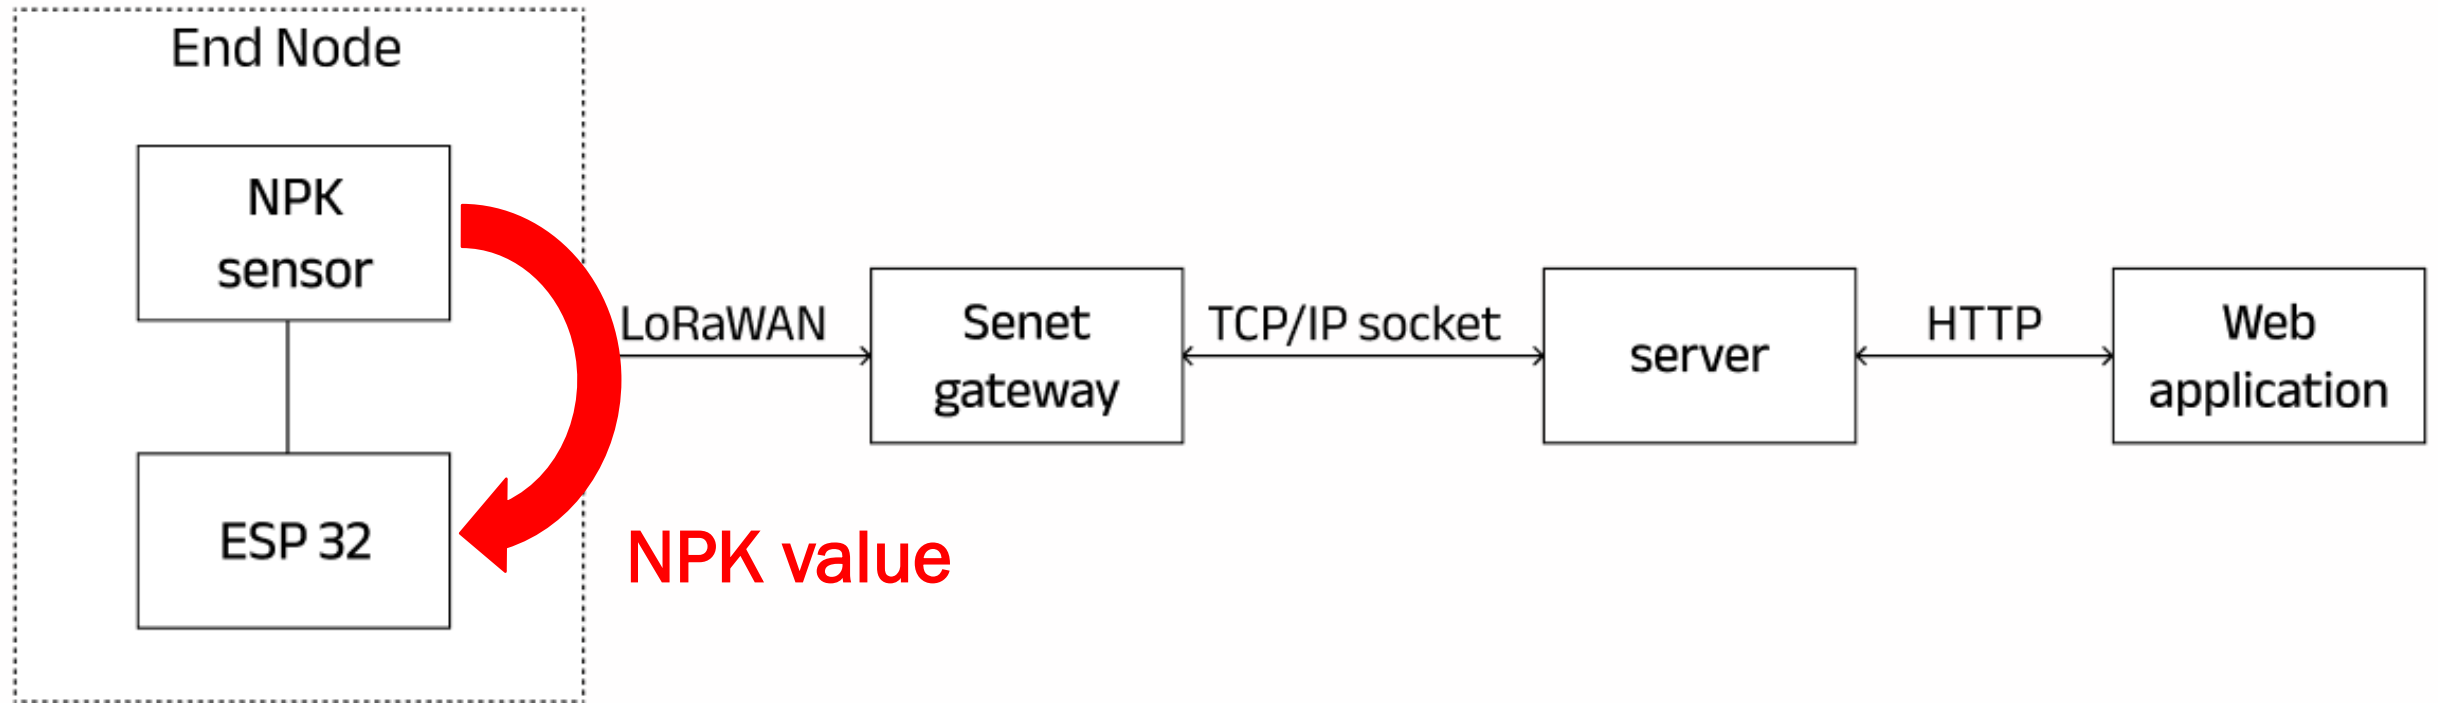 End Node
NPK
sensor
ESP 32
NPK value
LoRaWAN
Senet
gateway
TCP/IP socket
server
HTTP
Web
application